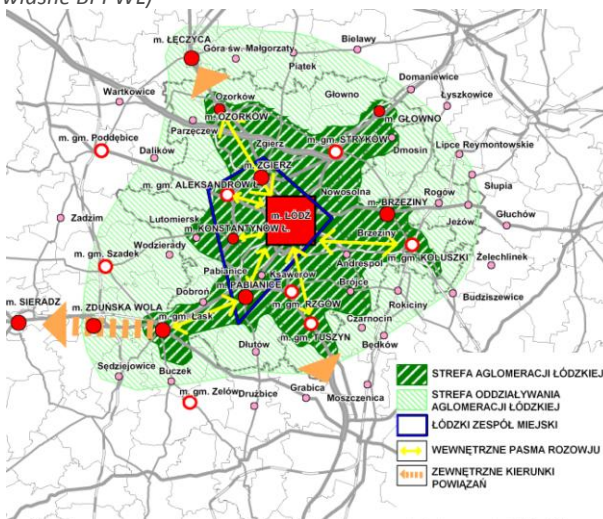 własne BPPWŁ)
m. ŁĘCZYCA
Góra św. Małgorzaty
Bielawy
Piątek
Domaniewice
Wartkowice
Ozorków
m. OZORKÓW
Głowno
m. GŁOWNO
Łyszkowice
Parzęczew
m. gm. Poddębice
Zgierz
m. gm. STRYKÓW
Dmosin
Lipce Reymontowskie
Dalików
m. ZGIERZ
m. gm. ALEKSANDRÓW Ł.
Nowosolna
Rogów
Słupia
m. BRZEZINY
Zadzim
Lutomiersk
m. ŁÓDŹ
Jeżów
Głuchów
m. KONSTANTYNÓW Ł.
Brzeziny
Wodzierady
m. gm. KOLUSZKI
Żelechlinek
m. gm. Szadek
Pabianice
Andrespol
Ksawerów
Brójce
Dobroń
m. PABIANICE
Rokiciny
Budziszewice
m. SIERADZ
m. ZDUŃSKA WOLA
m. gm. RZGÓW
m. gm. Łask
Czarnocin
m. gm. TUSZYN
Będków
Dłutów
Sędziejowice
Buczek
Grabica
Moszczenica
m. gm. Zelów
Drużbice
STREFA AGLOMERACJI ŁÓDZKIEJ
STREFA ODDZIAŁYWANIA
AGLOMERACJI ŁÓDZKIEJ
ŁÓDZKI ZESPÓŁ MIEJSKI
WEWNĘTRZNE PASMA ROZOWJU
ZEWNĘTRZNE KIERUNKI
POWIĄZAŃ